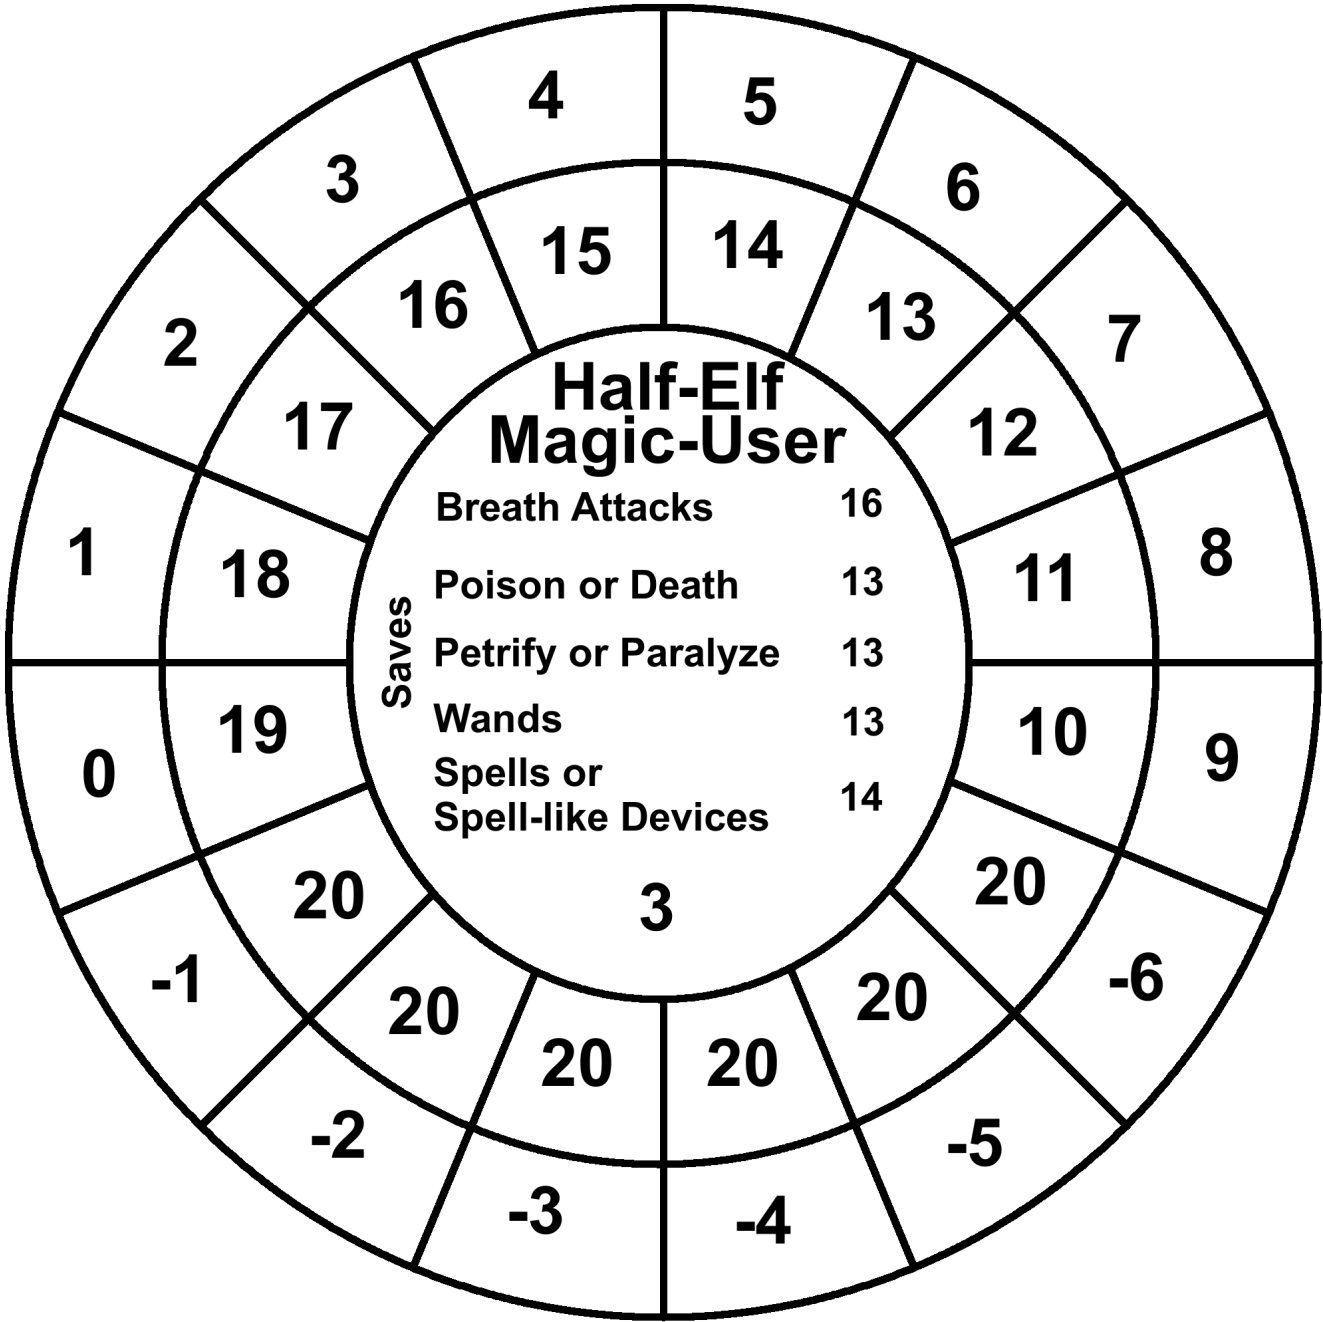 4 5
3 6
15 14
16 13
2 7
17 12
Half-Elf
Magic-User
Breath Attacks 16
1 8
18 11
Poison or Death 13
Saves
Petrify or Paralyze 13
Wands 13
19 10
0 9
Spells or
Spell-like Devices 14
20 20
3
-1 -6
20 20
20 20
-2 -5
-3 -4